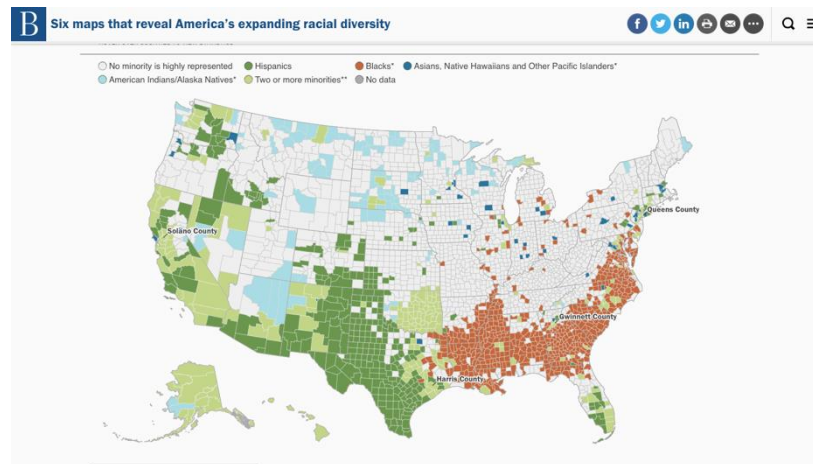 B Six maps that reveal America's expanding racial diversity
No minority is highly represented Hispanics Blacks* Asians, Native Hawaiians and Other Pacific Islanders*
American Indians/Alaska Natives* Two or more minorities** No data
Queens County
Solano County
Gwinnett County
Harris County